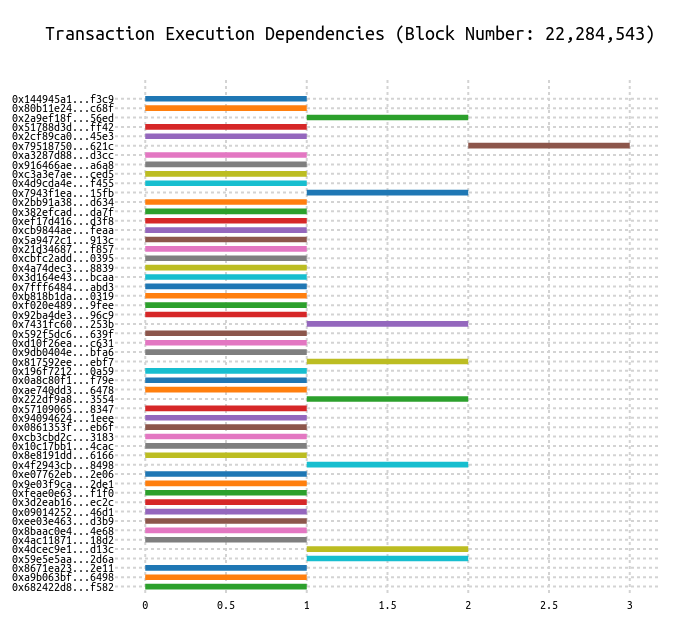 Transaction Execution Dependencies (Block Number: 22,284,543)
0x144945a1...f3c9
0x80b11e24...c68f
0x2a9ef18f...56ed
0x51788d3d...ff42
0x2cf89ca0...45e3
0x79518750...621c
0xa3287d88...d3cc
0x916466ae...a6a8
0xc3a3e7ae...ced5
0x4d9cda4e...f455
0x7943f1ea...15fb
0x2bb91a38...d634
0x382efcad...da7f
0xef17d416...d3f8
0xcb9844ae...feaa
0x5a9472c1...913c
0x21d34687...f857
0xcbfc2add...0395
0x4a74dec3...8839
0x3d164e43...bcaa
0x7fff6484...abd3
0xb818b1da...0319
0xf020e489...9fee
0x92ba4de3...96c9
0x7431fc60...253b
0x592f5dc6...639f
0xd10f26ea...c631
0x9db0404e...bfa6
0x817592ee...ebf7
0x196f7212...0a59
0x0a8c80f1...f79e
0xae740dd3...6478
0x222df9a8...3554
0x57109065...8347
0x94094624...1eee
0x0861353f...eb6f
0xcb3cbd2c...3183
0x10c17bb1...4cac
0x8e8191dd...6166
0x4f2943cb...8498
0xe07762eb...2e06
0x9e03f9ca...2de1
0xfeae0e63...f1f0
0x3d2eab16...ec2c
0x09014252...46d1
0xee03e463...d3b9
0x8baac0e4...4e68
0x4ac11871...18d2
0x4dcec9e1...d13c
0x59e5e5aa...2d6a
0x8671ea23...2e11
0xa9b063bf...6498
0x682422d8...f582
0 0.5 1 1.5 2 2.5 3